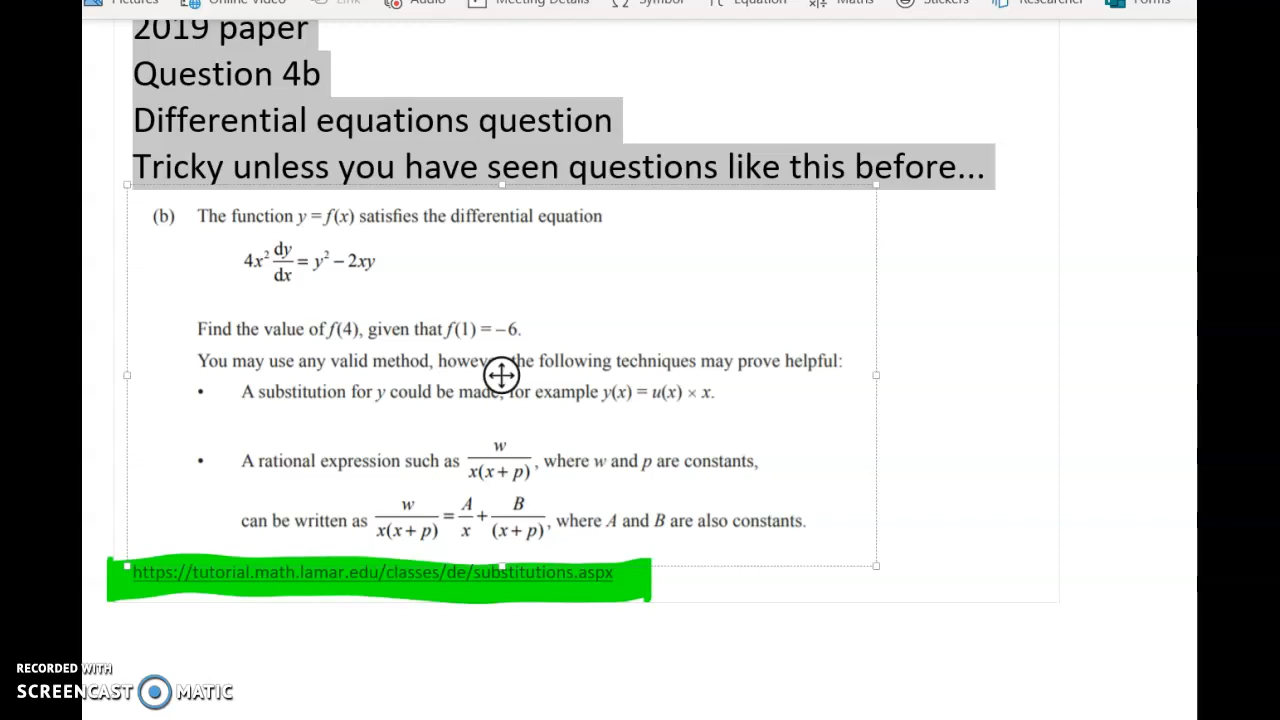 Pictures Online Video Link Audio Meeting Details Symbol Equation Maths Stickers Researcher Forms
2019 paper
Question 4b
Differential equations question
Tricky unless you have seen questions like this before...
(b) The function y = f(x) satisfies the differential equation
4x² dy/dx = y² – 2xy
Find the value of f(4), given that f(1) = –6.
You may use any valid method, however the following techniques may prove helpful:
• A substitution for y could be made, for example y(x) = u(x) × x.
• A rational expression such as w/x(x + p), where w and p are constants,
can be written as w/x(x + p) = A/x + B/(x + p), where A and B are also constants.
https://tutorial.math.lamar.edu/classes/de/substitutions.aspx
RECORDED WITH
SCREENCAST MATIC